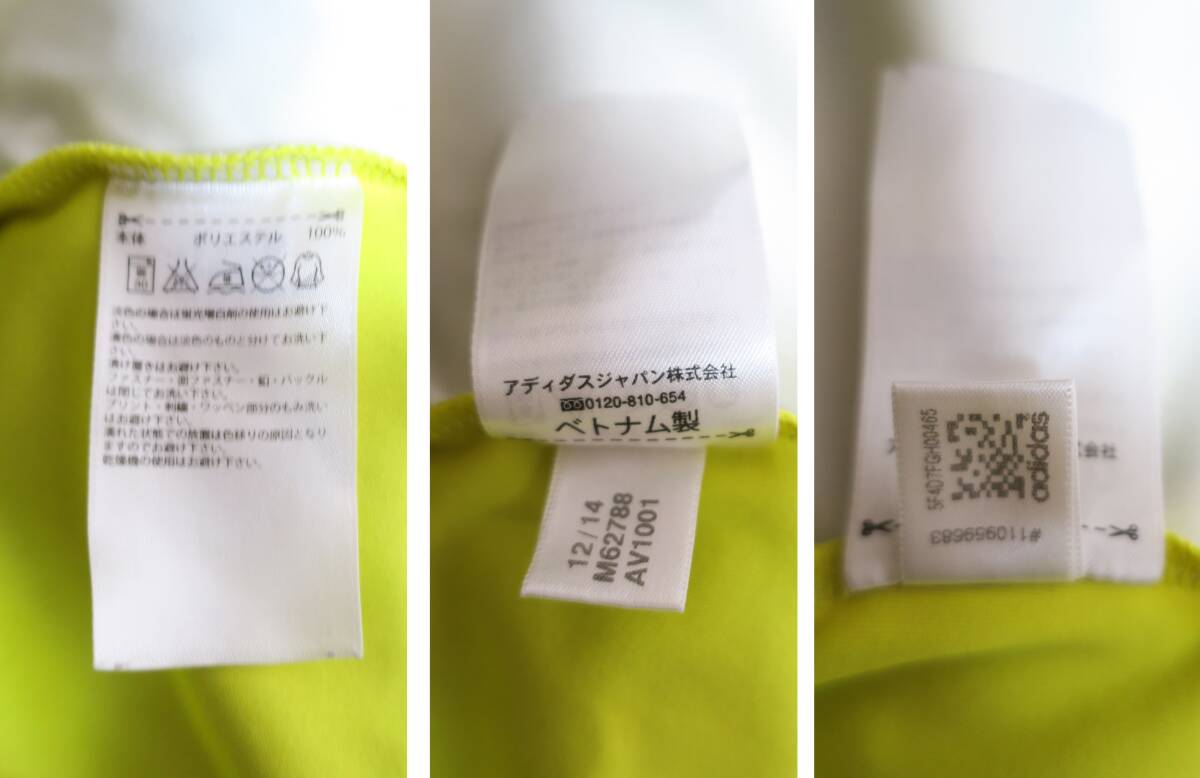 本体 ポリエステル 100%
淡色の場合は蛍光増白剤の使用はお避け下
さい。
濃色の場合は淡色のものと分けてお洗い下
さい。
漬け置きはお避け下さい。
ファスナー・面ファスナー・釦・バックル
は閉じてお洗い下さい。
プリント・刺繍・ワッペン部分のもみ洗い
はお避け下さい。
濡れた状態での放置は色移りの原因となり
ますのでお避け下さい。
乾燥機の使用はお避け下さい。
アディダスジャパン株式会社
0120-810-654
ベトナム製
12/14
M62788
AV1001
5F4D7FGH00465
adidas
#110959683
会社